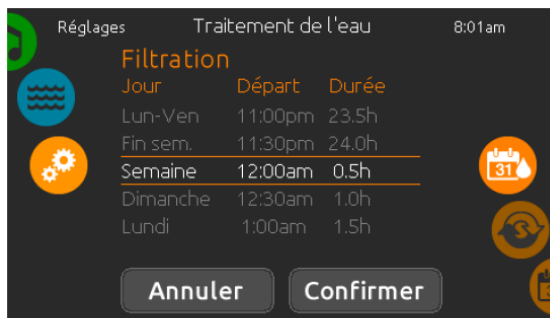 Réglages Traitement de l'eau 8:01am
Filtration
Jour Départ Durée
Lun-Ven 11:00pm 23.5h
Fin sem. 11:30pm 24.0h
Semaine 12:00am 0.5h
Dimanche 12:30am 1.0h
Lundi 1:00am 1.5h
31
Annuler Confirmer